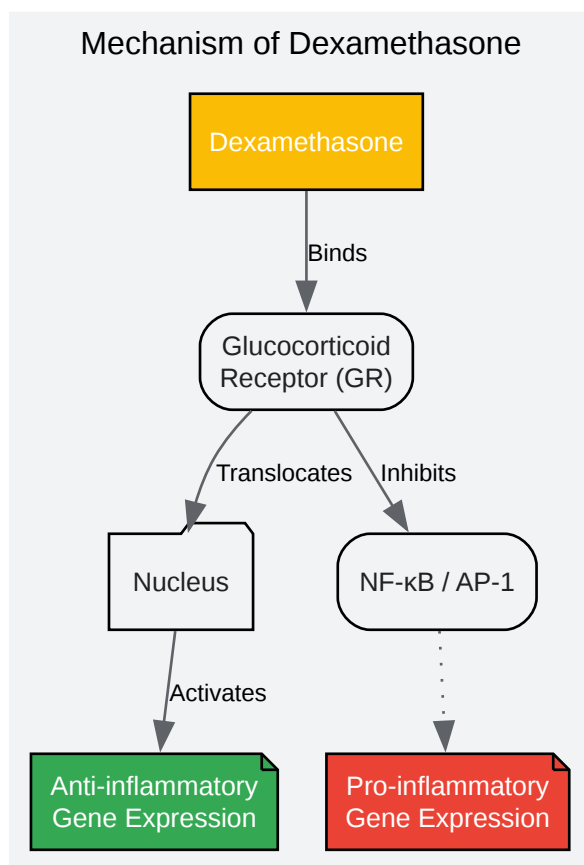 Mechanism of Dexamethasone
Dexamethasone
Binds
Glucocorticoid
Receptor (GR)
Translocates
Inhibits
Nucleus
NF-κB / AP-1
Activates
Anti-inflammatory
Gene Expression
Pro-inflammatory
Gene Expression